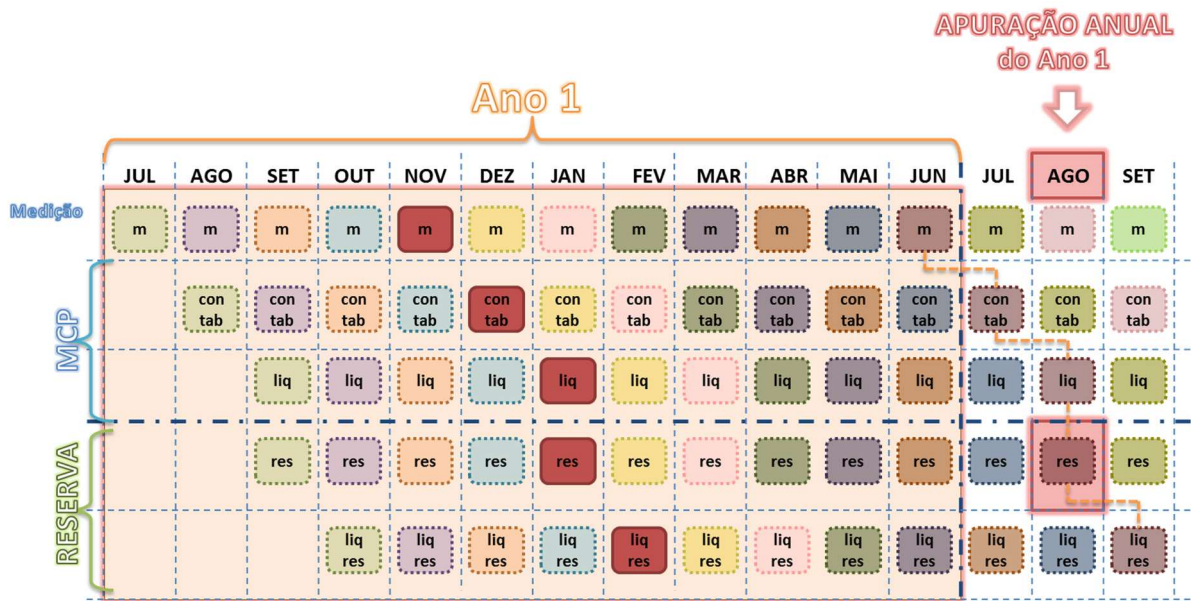 APURAÇÃO ANUAL
do Ano 1
Ano 1
JUL AGO SET OUT NOV DEZ JAN FEV MAR ABR MAI JUN JUL AGO SET
Medição
m m m m m m m m m m m m m m m
MCP
con con con con con con con con con con con con con con
tab tab tab tab tab tab tab tab tab tab tab tab tab tab
liq liq liq liq liq liq liq liq liq liq liq liq liq
RESERVA
res res res res res res res res res res res res res
liq liq liq liq liq liq liq liq liq liq liq liq
res res res res res res res res res res res res